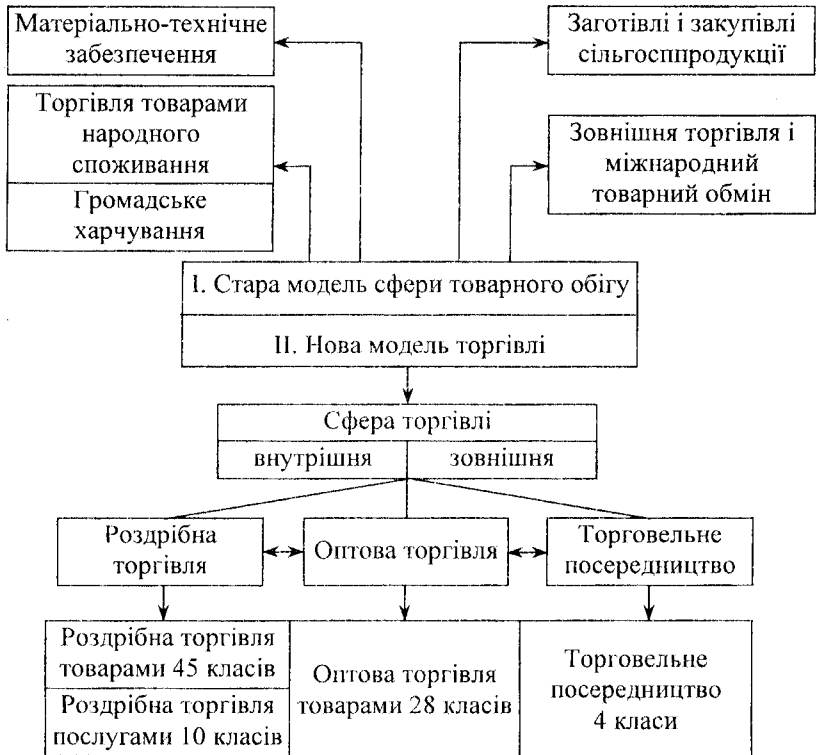 Матеріально-технічне
забезпечення
Заготівлі і закупівлі
сільгосппродукції
Торгівля товарами
народного
споживання
Громадське
харчування
Зовнішня торгівля і
міжнародний
товарний обмін
І. Стара модель сфери товарного обігу
ІІ. Нова модель торгівлі
Сфера торгівлі
внутрішня
зовнішня
Роздрібна
торгівля
Оптова торгівля
Торговельне
посередництво
Роздрібна торгівля
товарами 45 класів
Роздрібна торгівля
послугами 10 класів
Оптова торгівля
товарами 28 класів
Торговельне
посередництво
4 класи